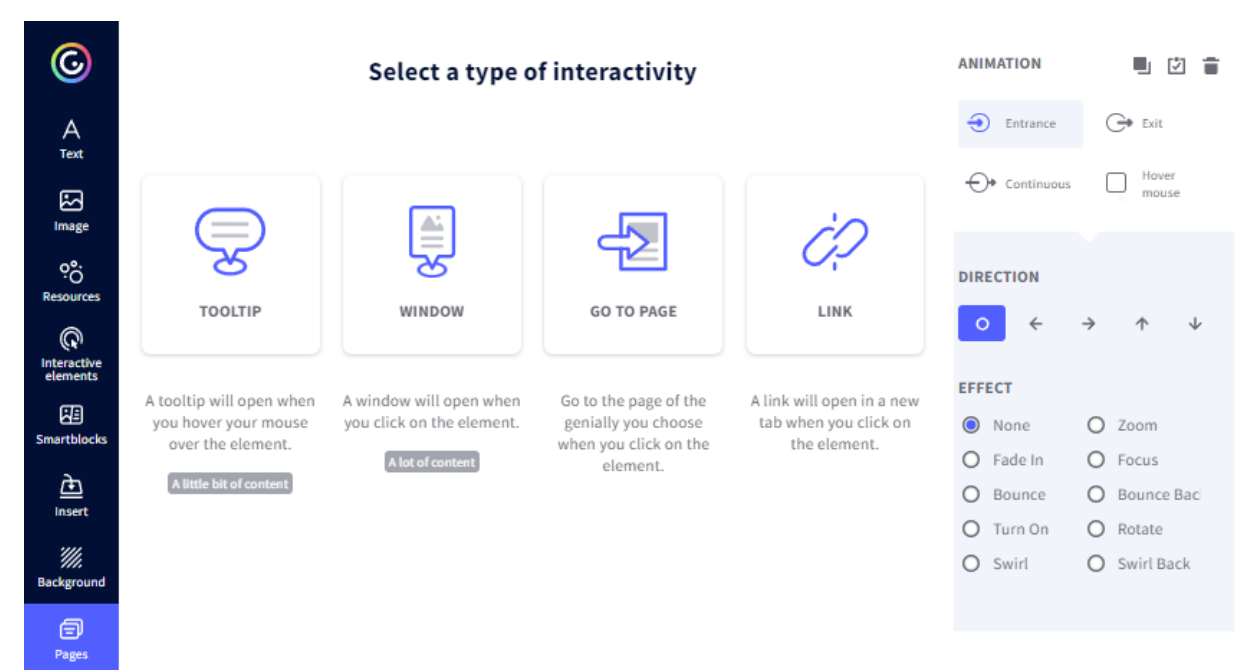 Text
Image
Resources
Interactive
elements
Smartblocks
Insert
Background
Pages
Select a type of interactivity
TOOLTIP
A tooltip will open when
you hover your mouse
over the element.
A little bit of content
WINDOW
A window will open when
you click on the element.
A lot of content
GO TO PAGE
Go to the page of the
genially you choose
when you click on the
element.
LINK
A link will open in a new
tab when you click on
the element.
ANIMATION
Entrance
Exit
Continuous
Hover
mouse
DIRECTION
EFFECT
None
Zoom
Fade In
Focus
Bounce
Bounce Bac
Turn On
Rotate
Swirl
Swirl Back